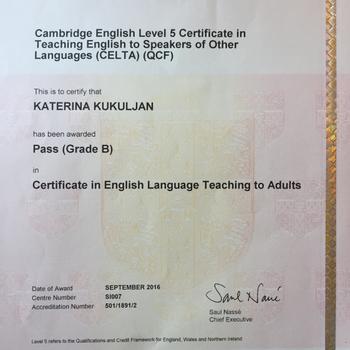 Cambridge English Level 5 Certificate in
Teaching English to Speakers of Other
Languages (CELTA) (QCF)
This is to certify that
KATERINA KUKULJAN
has been awarded
Pass (Grade B)
in
Certificate in English Language Teaching to Adults
Date of Award SEPTEMBER 2016
Centre Number SI007
Accreditation Number 501/1891/2
Saul Nassé
Saul Nassé
Chief Executive
Level 5 refers to the Qualifications and Credit Framework for England, Wales and Northern Ireland